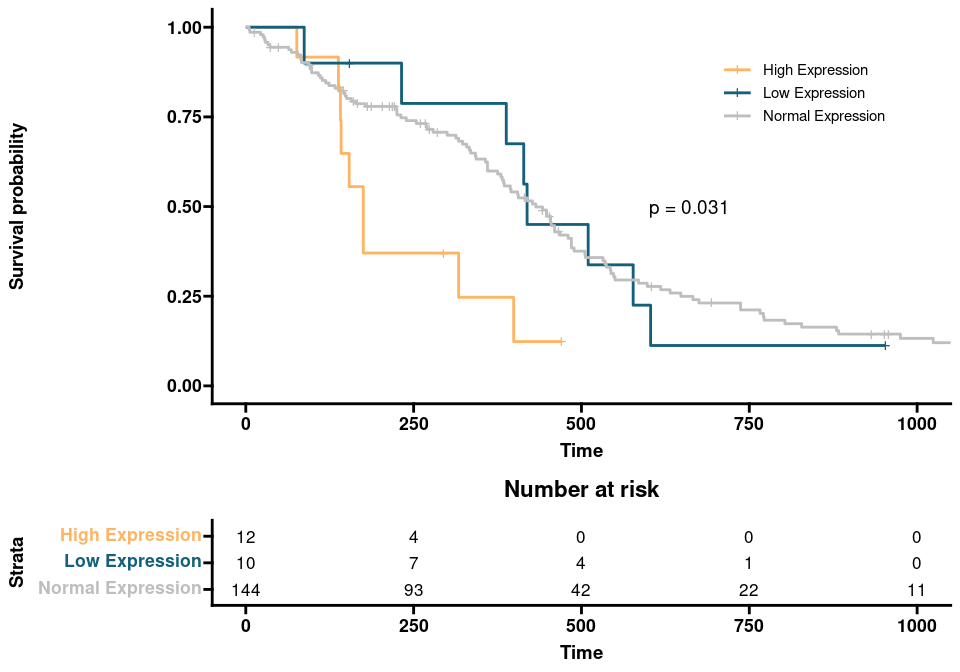 Survival probability
1.00
0.75
0.50
0.25
0.00
High Expression
Low Expression
Normal Expression
p = 0.031
0 250 500 750 1000
Time
Number at risk
Strata
High Expression 12 4 0 0 0
Low Expression 10 7 4 1 0
Normal Expression 144 93 42 22 11
0 250 500 750 1000
Time